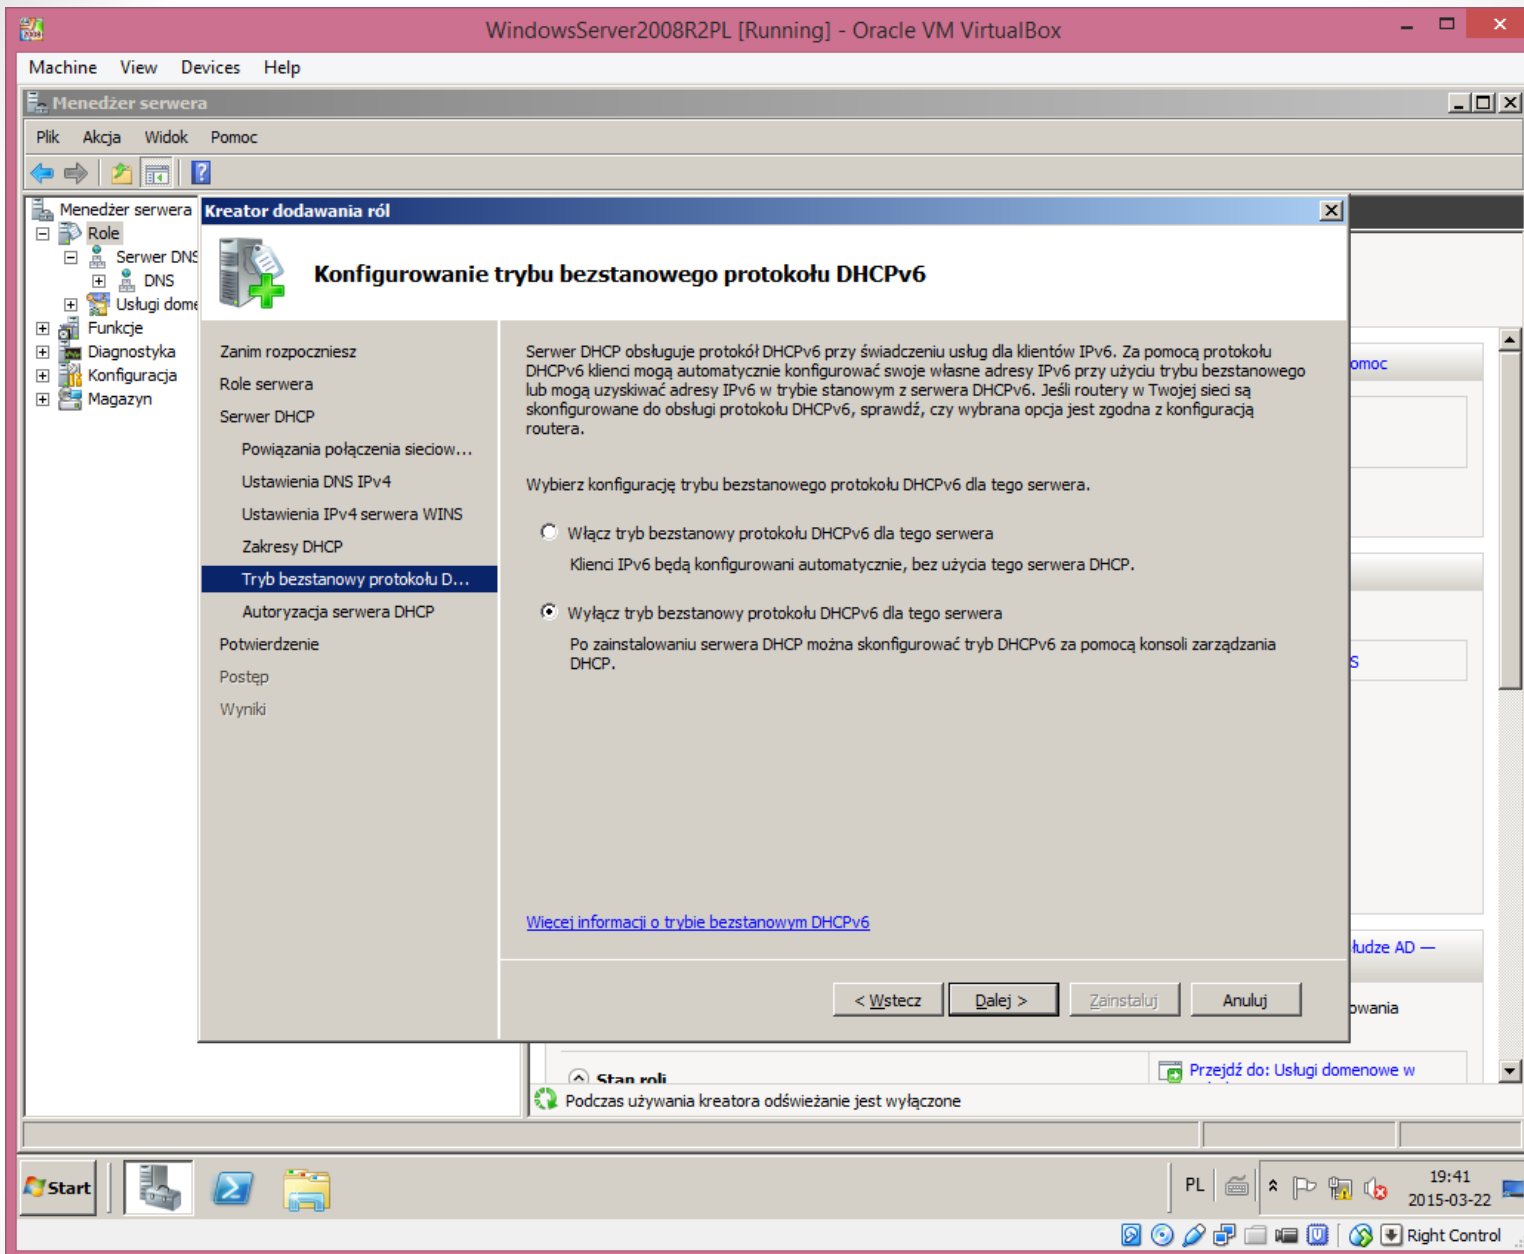 WindowsServer2008R2PL [Running] - Oracle VM VirtualBox
Machine View Devices Help
Menedżer serwera
Plik Akcja Widok Pomoc
Menedżer serwera
Role
Serwer DNS
DNS
Usługi dome
Funkcje
Diagnostyka
Konfiguracja
Magazyn
Kreator dodawania ról
Konfigurowanie trybu bezstanowego protokołu DHCPv6
Zanim rozpoczniesz
Role serwera
Serwer DHCP
Powiązania połączenia sieciow...
Ustawienia DNS IPv4
Ustawienia IPv4 serwera WINS
Zakresy DHCP
Tryb bezstanowy protokołu D...
Autoryzacja serwera DHCP
Potwierdzenie
Postęp
Wyniki
Serwer DHCP obsługuje protokół DHCPv6 przy świadczeniu usług dla klientów IPv6. Za pomocą protokołu
DHCPv6 klienci mogą automatycznie konfigurować swoje własne adresy IPv6 przy użyciu trybu bezstanowego
lub mogą uzyskiwać adresy IPv6 w trybie stanowym z serwera DHCPv6. Jeśli routery w Twojej sieci są
skonfigurowane do obsługi protokołu DHCPv6, sprawdź, czy wybrana opcja jest zgodna z konfiguracją
routera.
Wybierz konfigurację trybu bezstanowego protokołu DHCPv6 dla tego serwera.
Włącz tryb bezstanowy protokołu DHCPv6 dla tego serwera
Klienci IPv6 będą konfigurowani automatycznie, bez użycia tego serwera DHCP.
Wyłącz tryb bezstanowy protokołu DHCPv6 dla tego serwera
Po zainstalowaniu serwera DHCP można skonfigurować tryb DHCPv6 za pomocą konsoli zarządzania
DHCP.
Więcej informacji o trybie bezstanowym DHCPv6
< Wstecz Dalej > Zainstaluj Anuluj
omoc
S
łudze AD —
owania
Stan roli
Przejdź do: Usługi domenowe w
Podczas używania kreatora odświeżanie jest wyłączone
Start
PL
19:41
2015-03-22
Right Control